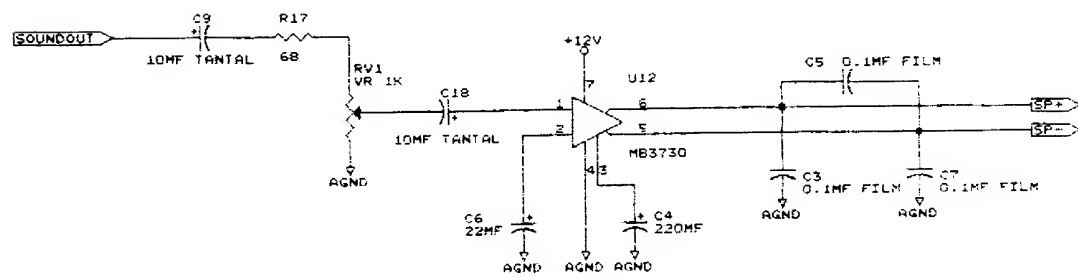 SOUNDOUT
C9
+
10MF TANTAL
R17
68
RV1
VR 1K
AGND
C18
+
10MF TANTAL
+12V
7
U12
1
2
6
5
4
3
MB3730
C6
+
22MF
AGND
AGND
C4
+
220MF
AGND
C5
0.1MF FILM
C3
0.1MF FILM
AGND
C7
0.1MF FILM
AGND
SP+
SP-